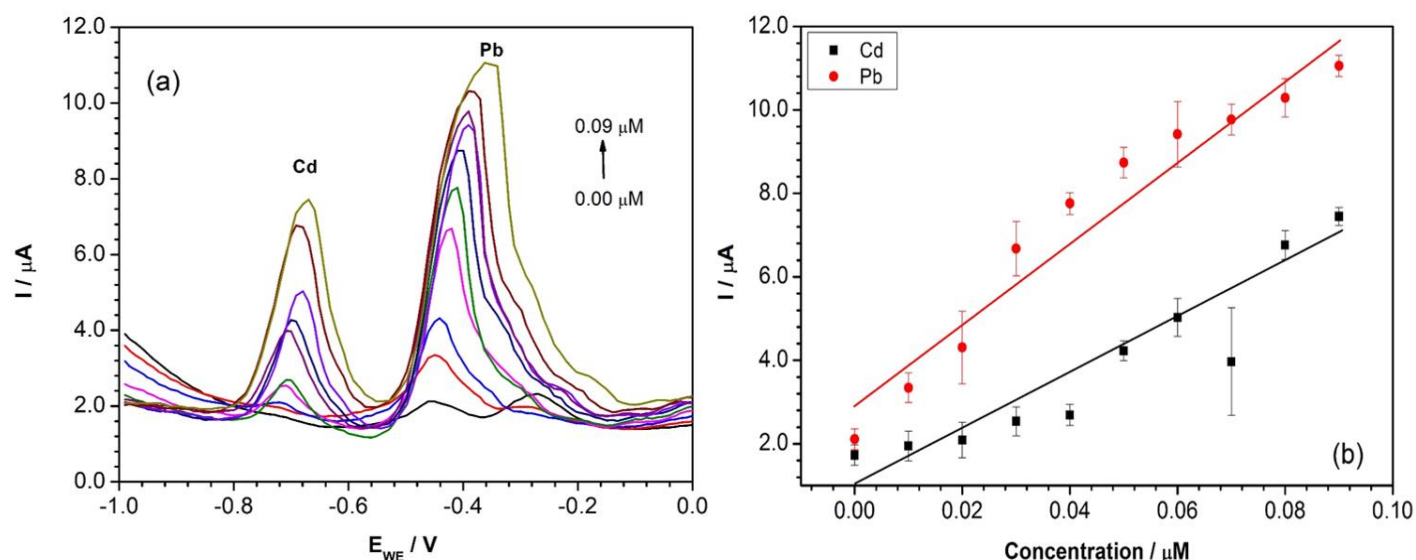 (a)
Cd
Pb
0.09 μM
0.00 μM
12.0
10.0
8.0
6.0
4.0
2.0
0.0
I / μA
-1.0
-0.8
-0.6
-0.4
-0.2
0.0
E_WE / V
Cd
Pb
(b)
12.0
10.0
8.0
6.0
4.0
2.0
I / μA
0.00
0.02
0.04
0.06
0.08
0.10
Concentration / μM